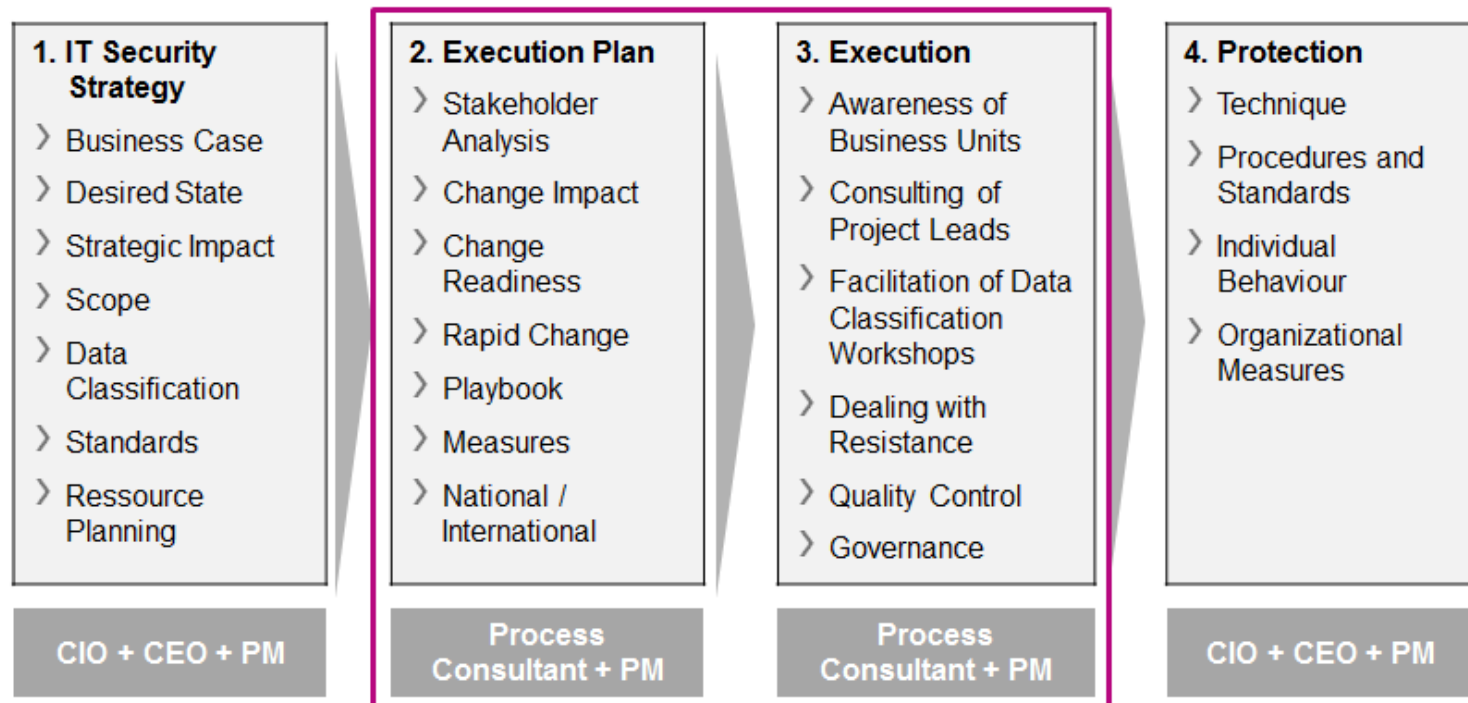 1. IT Security
Strategy
Business Case
Desired State
Strategic Impact
Scope
Data
Classification
Standards
Ressource
Planning
CIO + CEO + PM
2. Execution Plan
Stakeholder
Analysis
Change Impact
Change
Readiness
Rapid Change
Playbook
Measures
National /
International
Process
Consultant + PM
3. Execution
Awareness of
Business Units
Consulting of
Project Leads
Facilitation of Data
Classification
Workshops
Dealing with
Resistance
Quality Control
Governance
Process
Consultant + PM
4. Protection
Technique
Procedures and
Standards
Individual
Behaviour
Organizational
Measures
CIO + CEO + PM